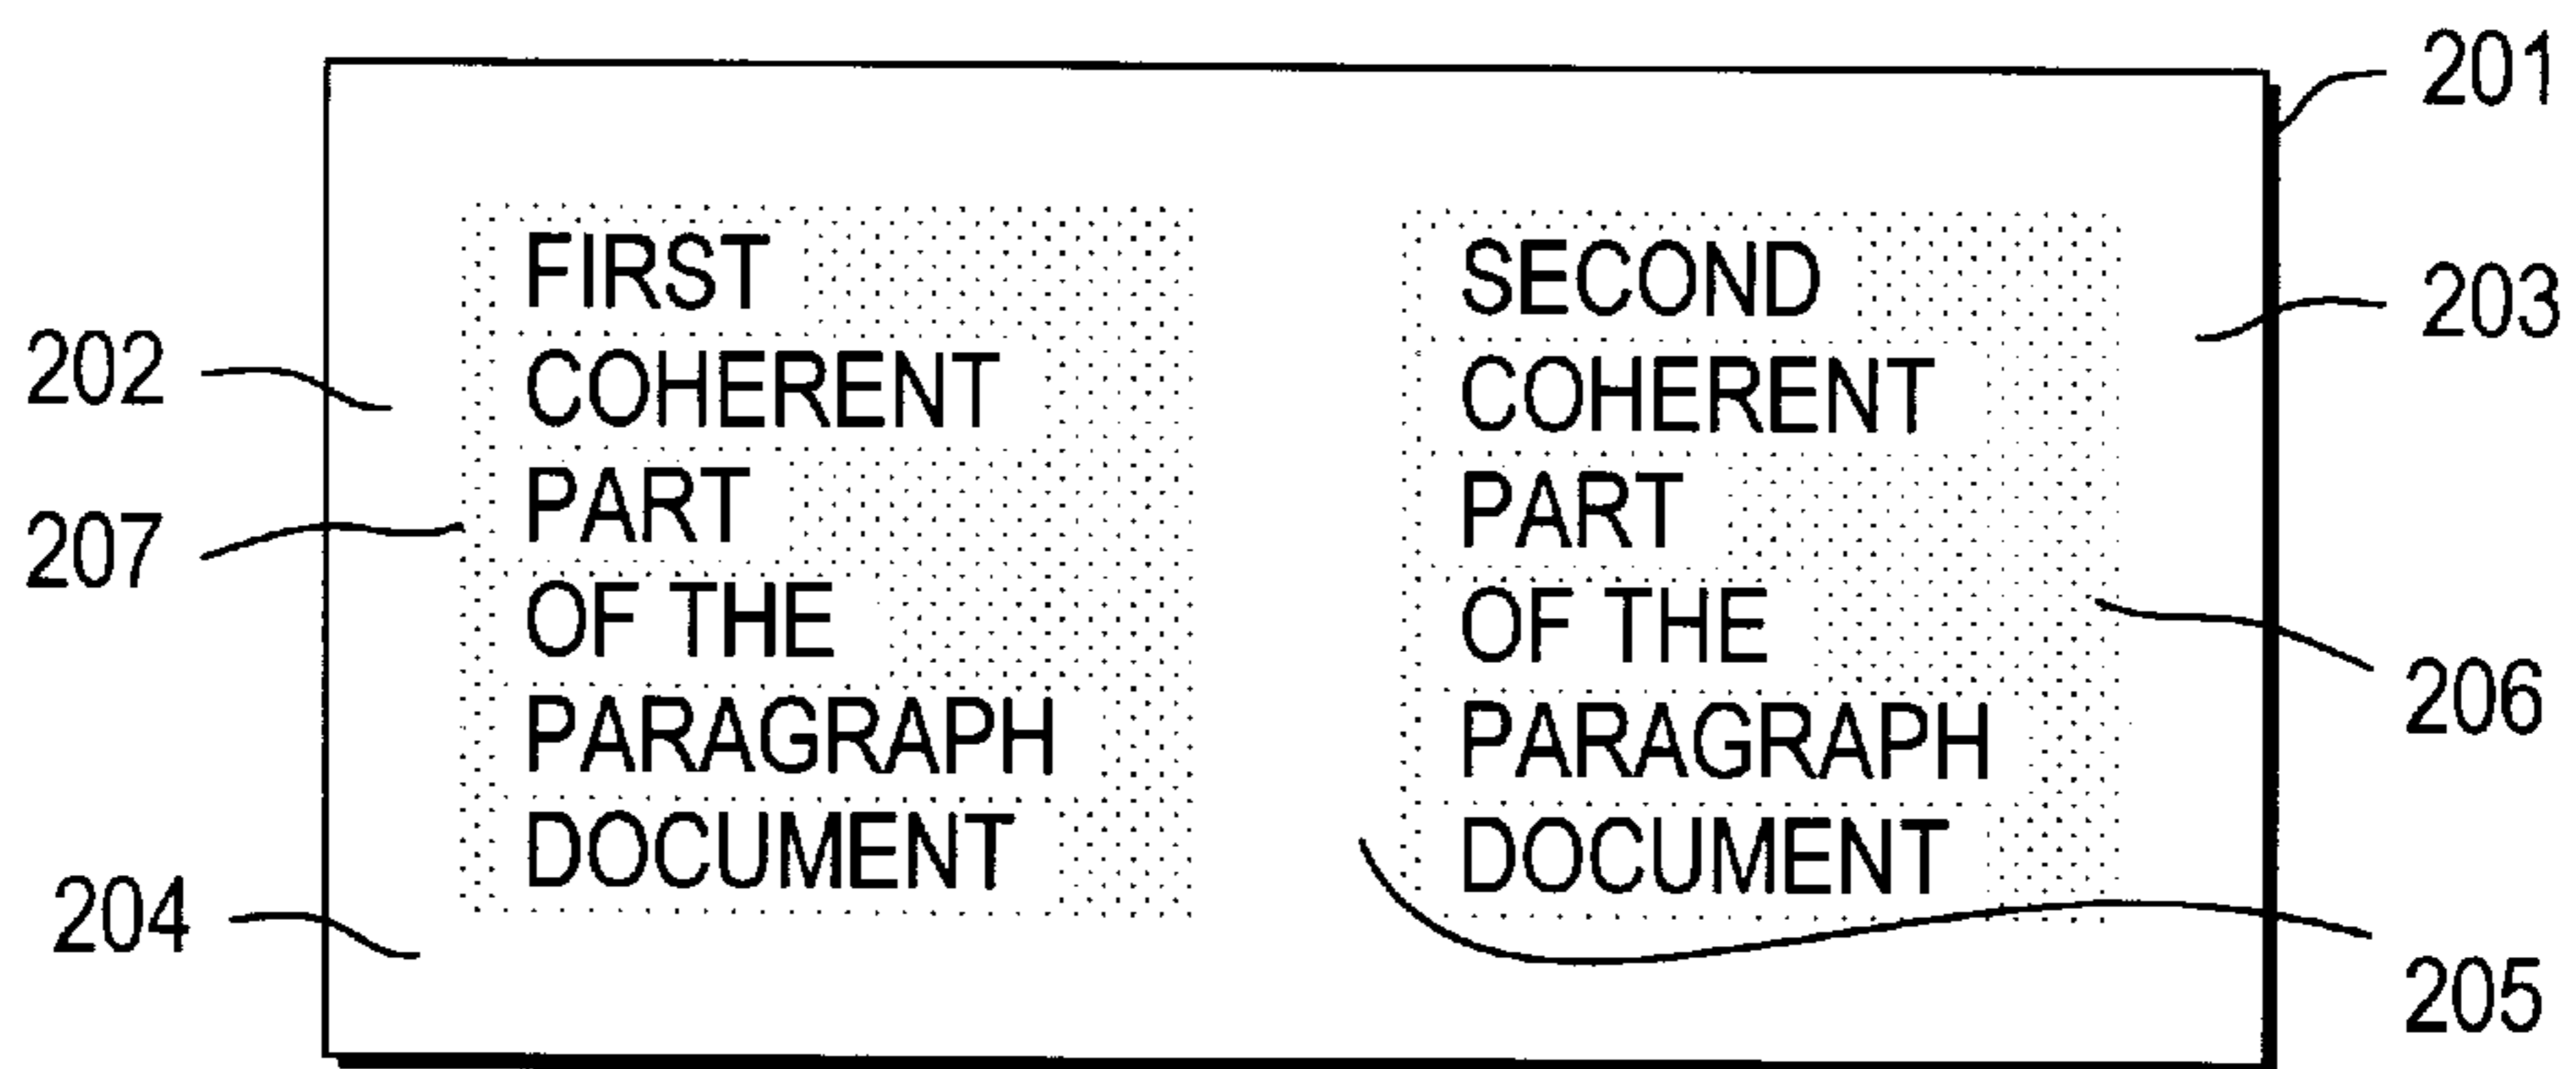 201
202
207
204
FIRST
COHERENT
PART
OF THE
PARAGRAPH
DOCUMENT
SECOND
COHERENT
PART
OF THE
PARAGRAPH
DOCUMENT
203
206
205